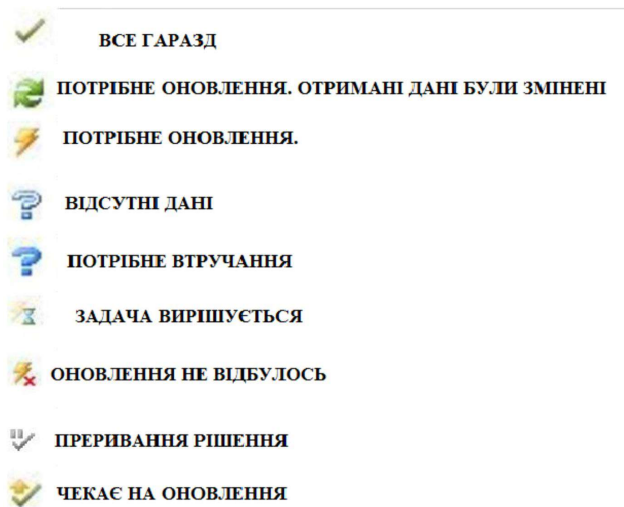 ВСЕ ГАРАЗД
ПОТРІБНЕ ОНОВЛЕННЯ. ОТРИМАНІ ДАНІ БУЛИ ЗМІНЕНІ
ПОТРІБНЕ ОНОВЛЕННЯ.
ВІДСУТНІ ДАНІ
ПОТРІБНЕ ВТРУЧАННЯ
ЗАДАЧА ВИРІШУЄТЬСЯ
ОНОВЛЕННЯ НЕ ВІДБУЛОСЬ
ПРЕРИВАННЯ РІШЕННЯ
ЧЕКАЄ НА ОНОВЛЕННЯ